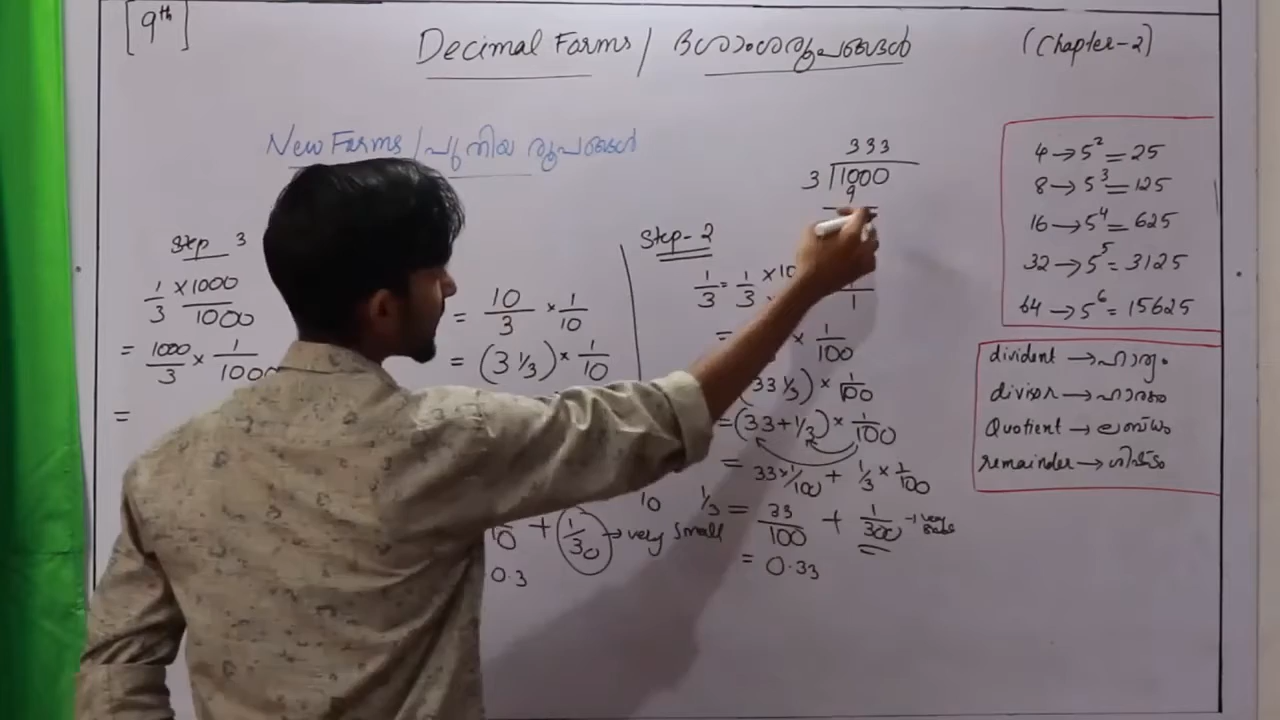 [9th]
Decimal Forms / ദശാംശരൂപങ്ങൾ
(Chapter-2)
New Forms / പുതിയ രൂപങ്ങൾ
Step 3
1/3 × 1000/1000
= 1000/3 × 1/1000
=
= 10/3 × 1/10
= (3 1/3) × 1/10
10 1/3
10 + 1/30 → very small
0.3
Step-2
1/3 = 1/3 × 10
× 1/100
(33 1/3) × 1/100
= (33 + 1/3) × 1/100
= 33 × 1/100 + 1/3 × 1/100
= 33/100 + 1/300 → very
= 0.33
333
3 1000
9
1
4 → 5² = 25
8 → 5³ = 125
16 → 5⁴ = 625
32 → 5⁵ = 3125
64 → 5⁶ = 15625
divident → ഹാര്യം
divisor → ഹാരകം
Quotient → ഹരണഫലം
remainder → ശിഷ്ടം